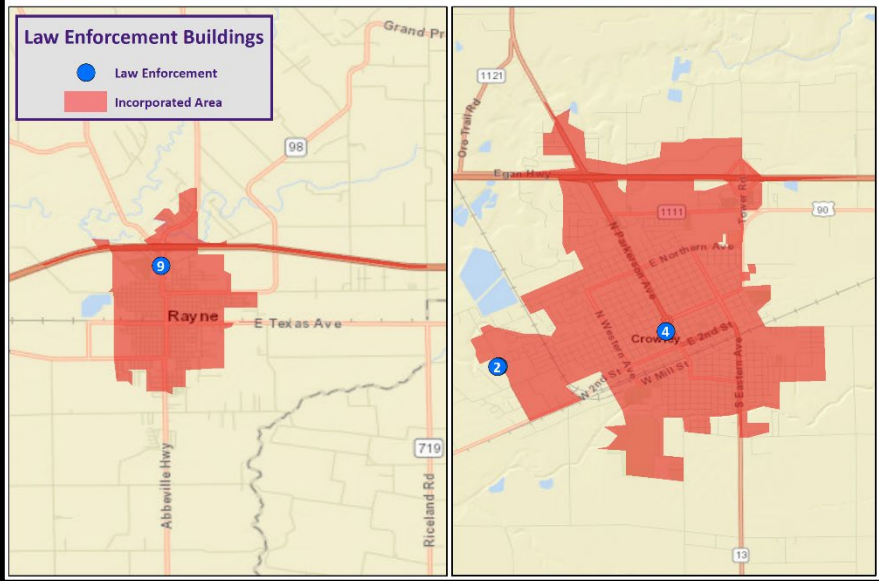 Law Enforcement Buildings
Law Enforcement
Incorporated Area
Grand Pr
98
9
Rayne
E Texas Ave
Abbeville Hwy
719
Riceland Rd
1121
Oro Trail Rd
Egan Hwy
Tower Rd
1111
90
N Parkerson Ave
E Northern Ave
4
Crowley
E 2nd St
N Western Ave
2
W 2nd St
W Mill St
S Eastern Ave
13